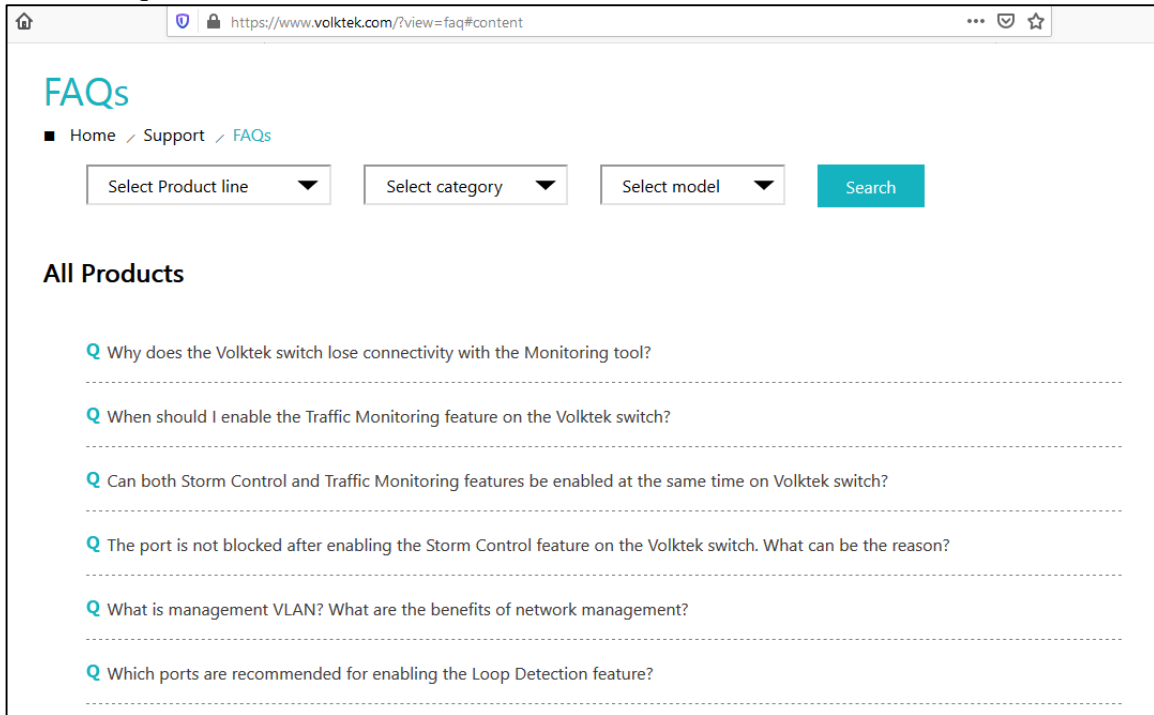 https://www.volktek.com/?view=faq#content
FAQs
Home / Support / FAQs
Select Product line
Select category
Select model
Search
All Products
Q Why does the Volktek switch lose connectivity with the Monitoring tool?
Q When should I enable the Traffic Monitoring feature on the Volktek switch?
Q Can both Storm Control and Traffic Monitoring features be enabled at the same time on Volktek switch?
Q The port is not blocked after enabling the Storm Control feature on the Volktek switch. What can be the reason?
Q What is management VLAN? What are the benefits of network management?
Q Which ports are recommended for enabling the Loop Detection feature?